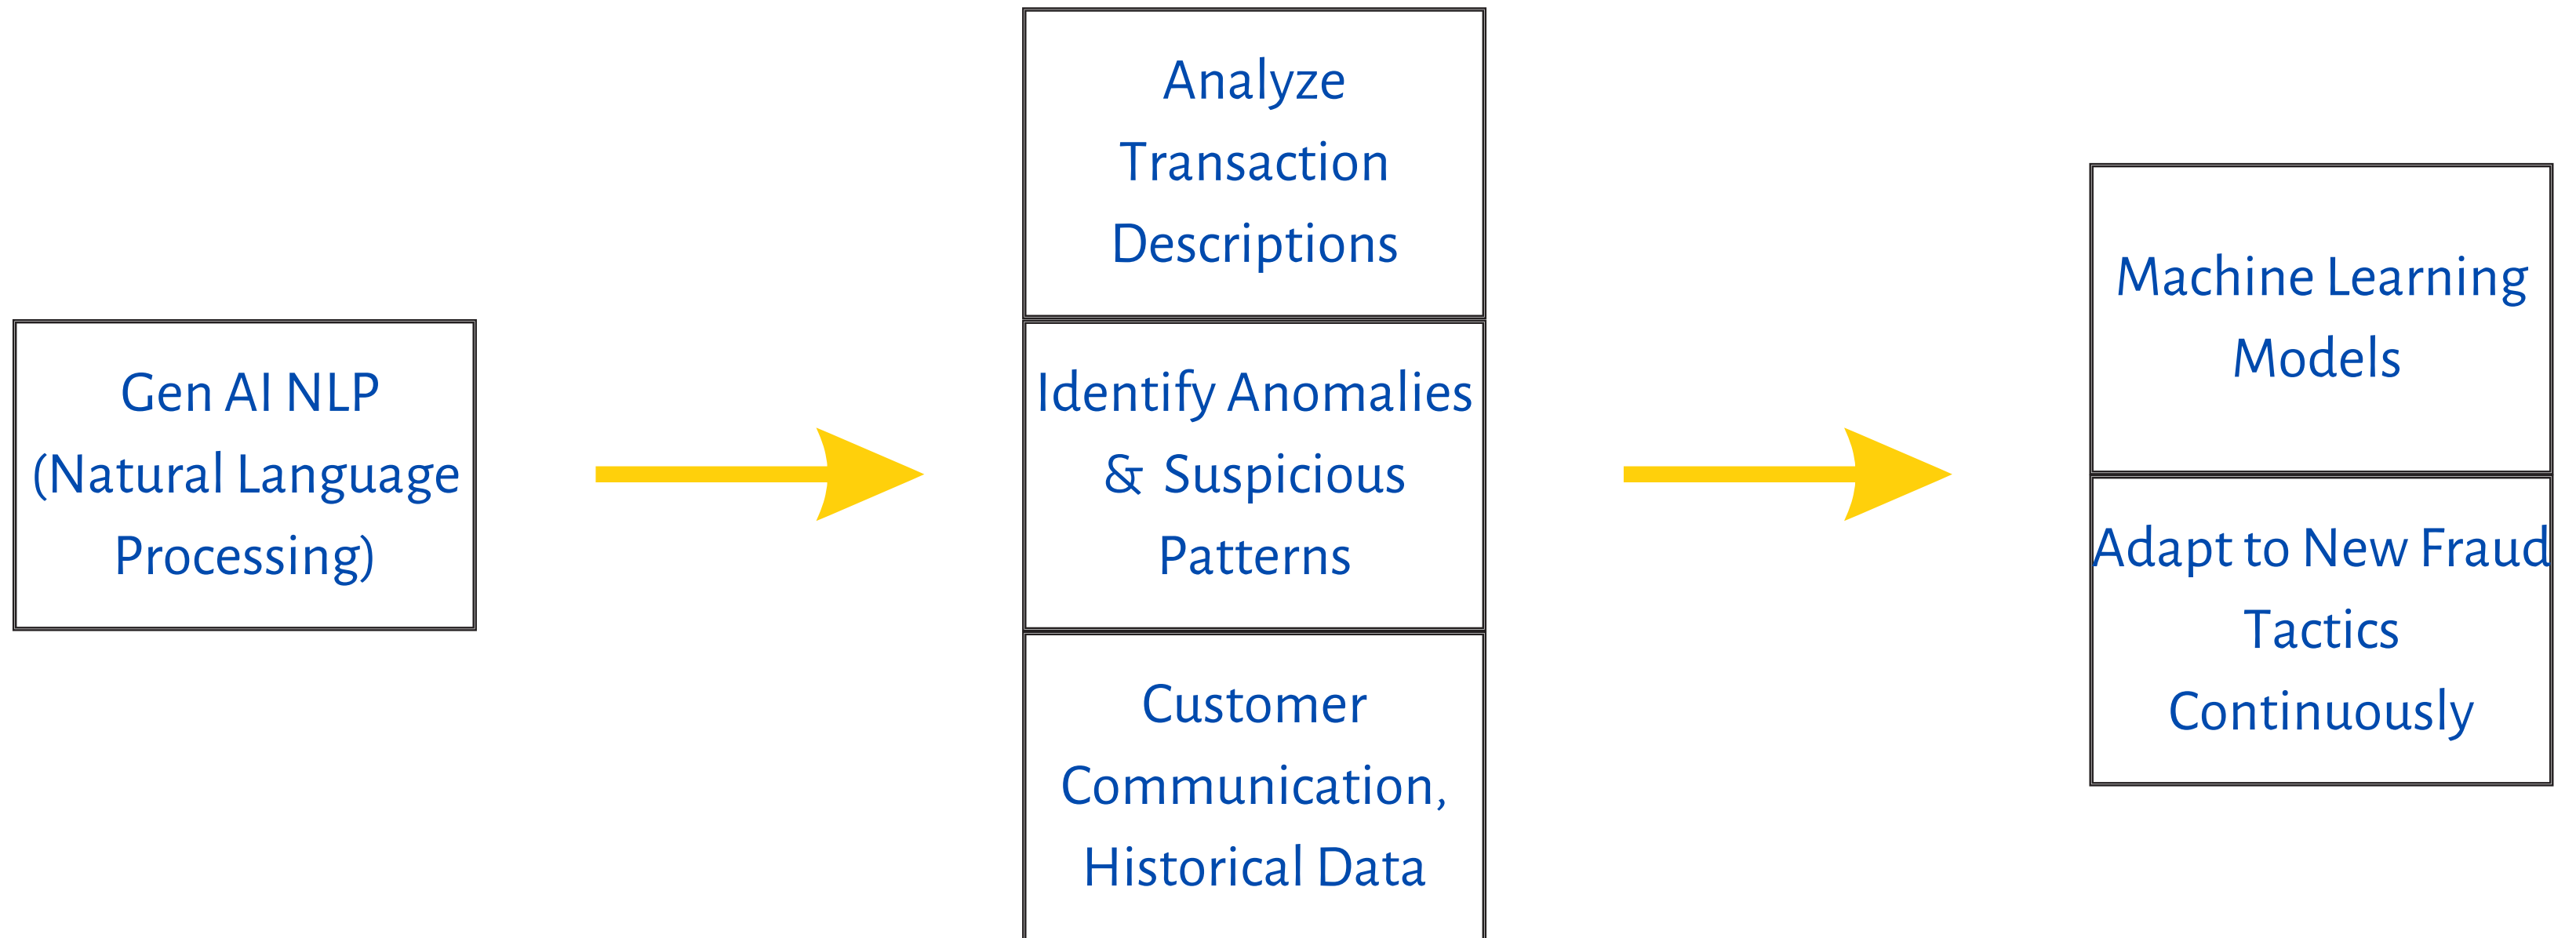 Gen AI NLP
(Natural Language
Processing)
Analyze
Transaction
Descriptions
Identify Anomalies
& Suspicious
Patterns
Customer
Communication,
Historical Data
Machine Learning
Models
Adapt to New Fraud
Tactics
Continuously